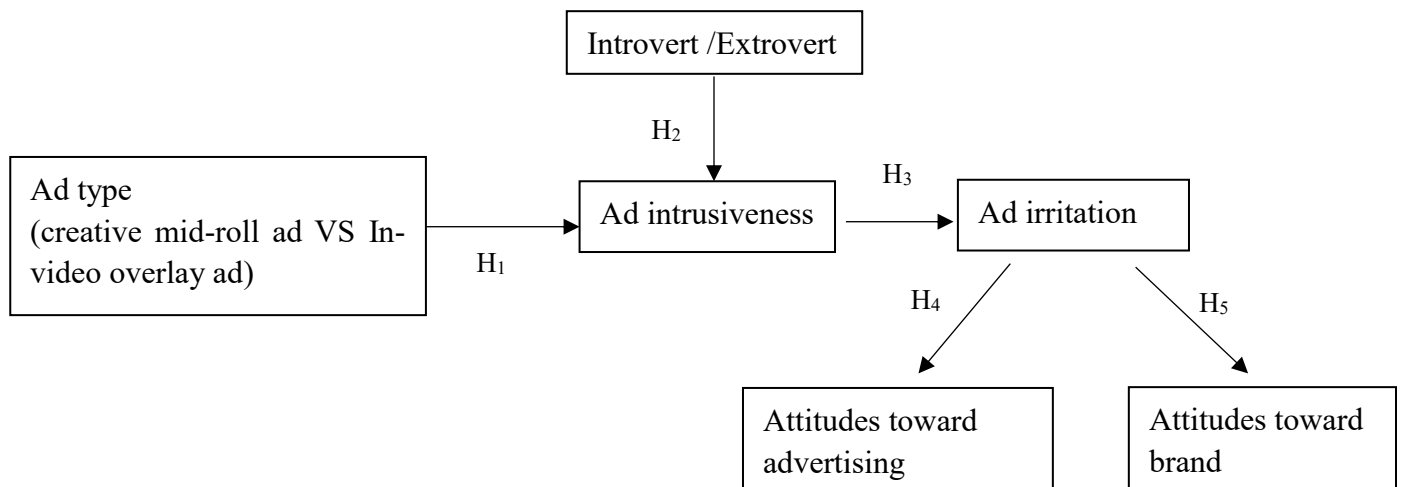 Introvert /Extrovert
H2
Ad type
(creative mid-roll ad VS In-
video overlay ad)
H1
Ad intrusiveness
H3
Ad irritation
H4
H5
Attitudes toward
advertising
Attitudes toward
brand